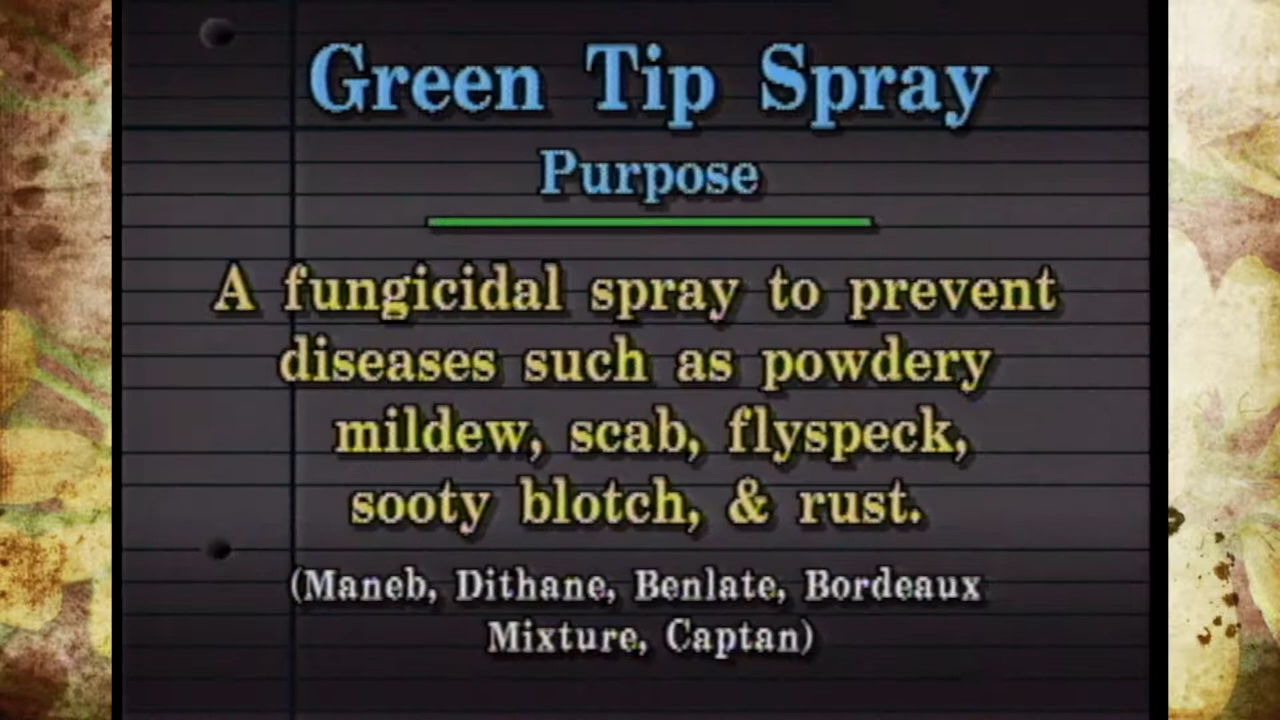 Green Tip Spray
Purpose
A fungicidal spray to prevent
diseases such as powdery
mildew, scab, flyspeck,
sooty blotch, & rust.
(Maneb, Dithane, Benlate, Bordeaux
Mixture, Captan)